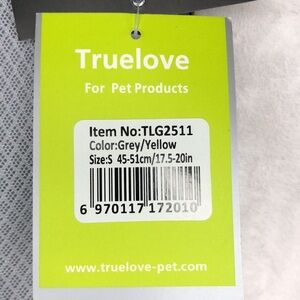 Truelove
For Pet Products
Item No:TLG2511
Color:Grey/Yellow
Size:S 45-51cm/17.5-20in
6 970117 172010
www.truelove-pet.com